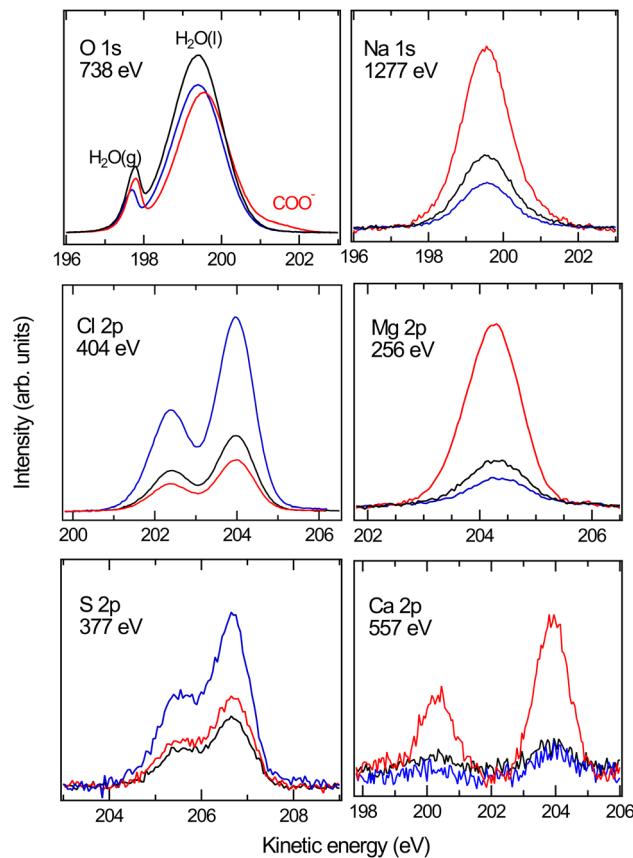 O 1s
738 eV
H₂O(l)
H₂O(g)
COO⁻
196 198 200 202
Na 1s
1277 eV
196 198 200 202
Cl 2p
404 eV
200 202 204 206
Mg 2p
256 eV
202 204 206
S 2p
377 eV
204 206 208
Ca 2p
557 eV
198 200 202 204 206
Intensity (arb. units)
Kinetic energy (eV)